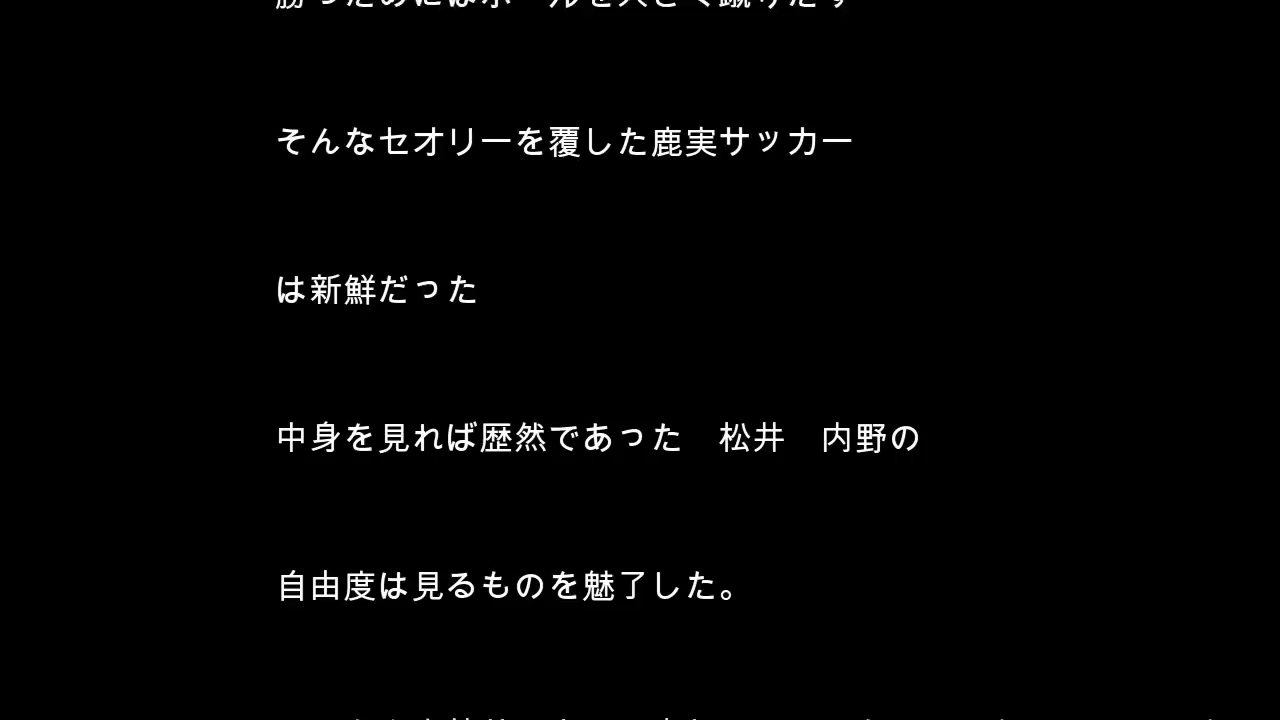 そんなセオリーを覆した鹿実サッカー
は新鮮だった
中身を見れば歴然であった　松井　内野の
自由度は見るものを魅了した。